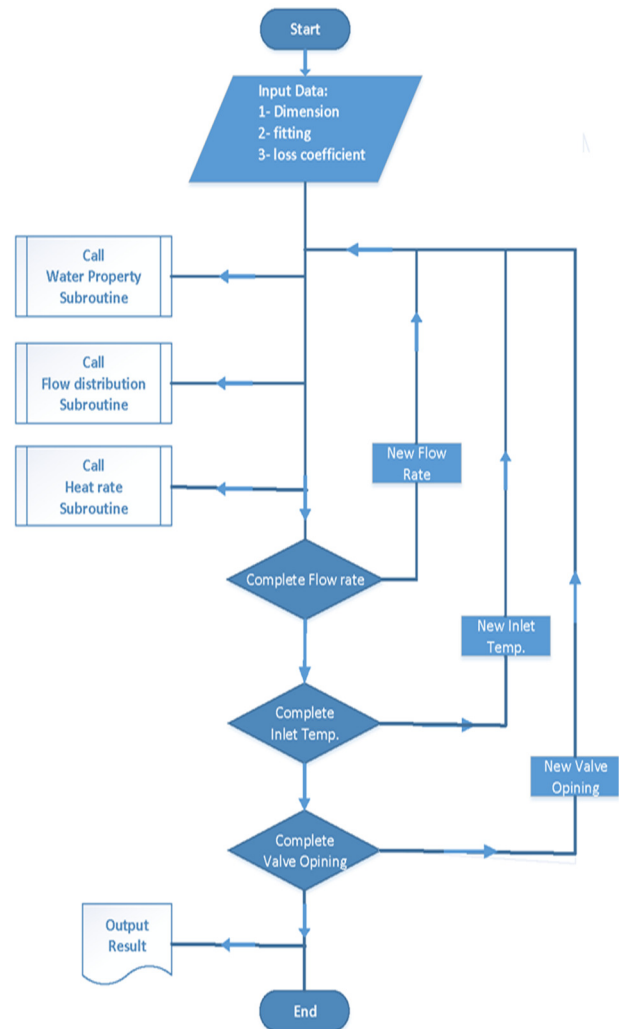 Start
Input Data:
1- Dimension
2- fitting
3- loss coefficient
Call
Water Property
Subroutine
Call
Flow distribution
Subroutine
Call
Heat rate
Subroutine
New Flow
Rate
Complete Flow rate
New Inlet
Temp.
Complete
Inlet Temp.
New Valve
Opining
Complete
Valve Opining
Output
Result
End